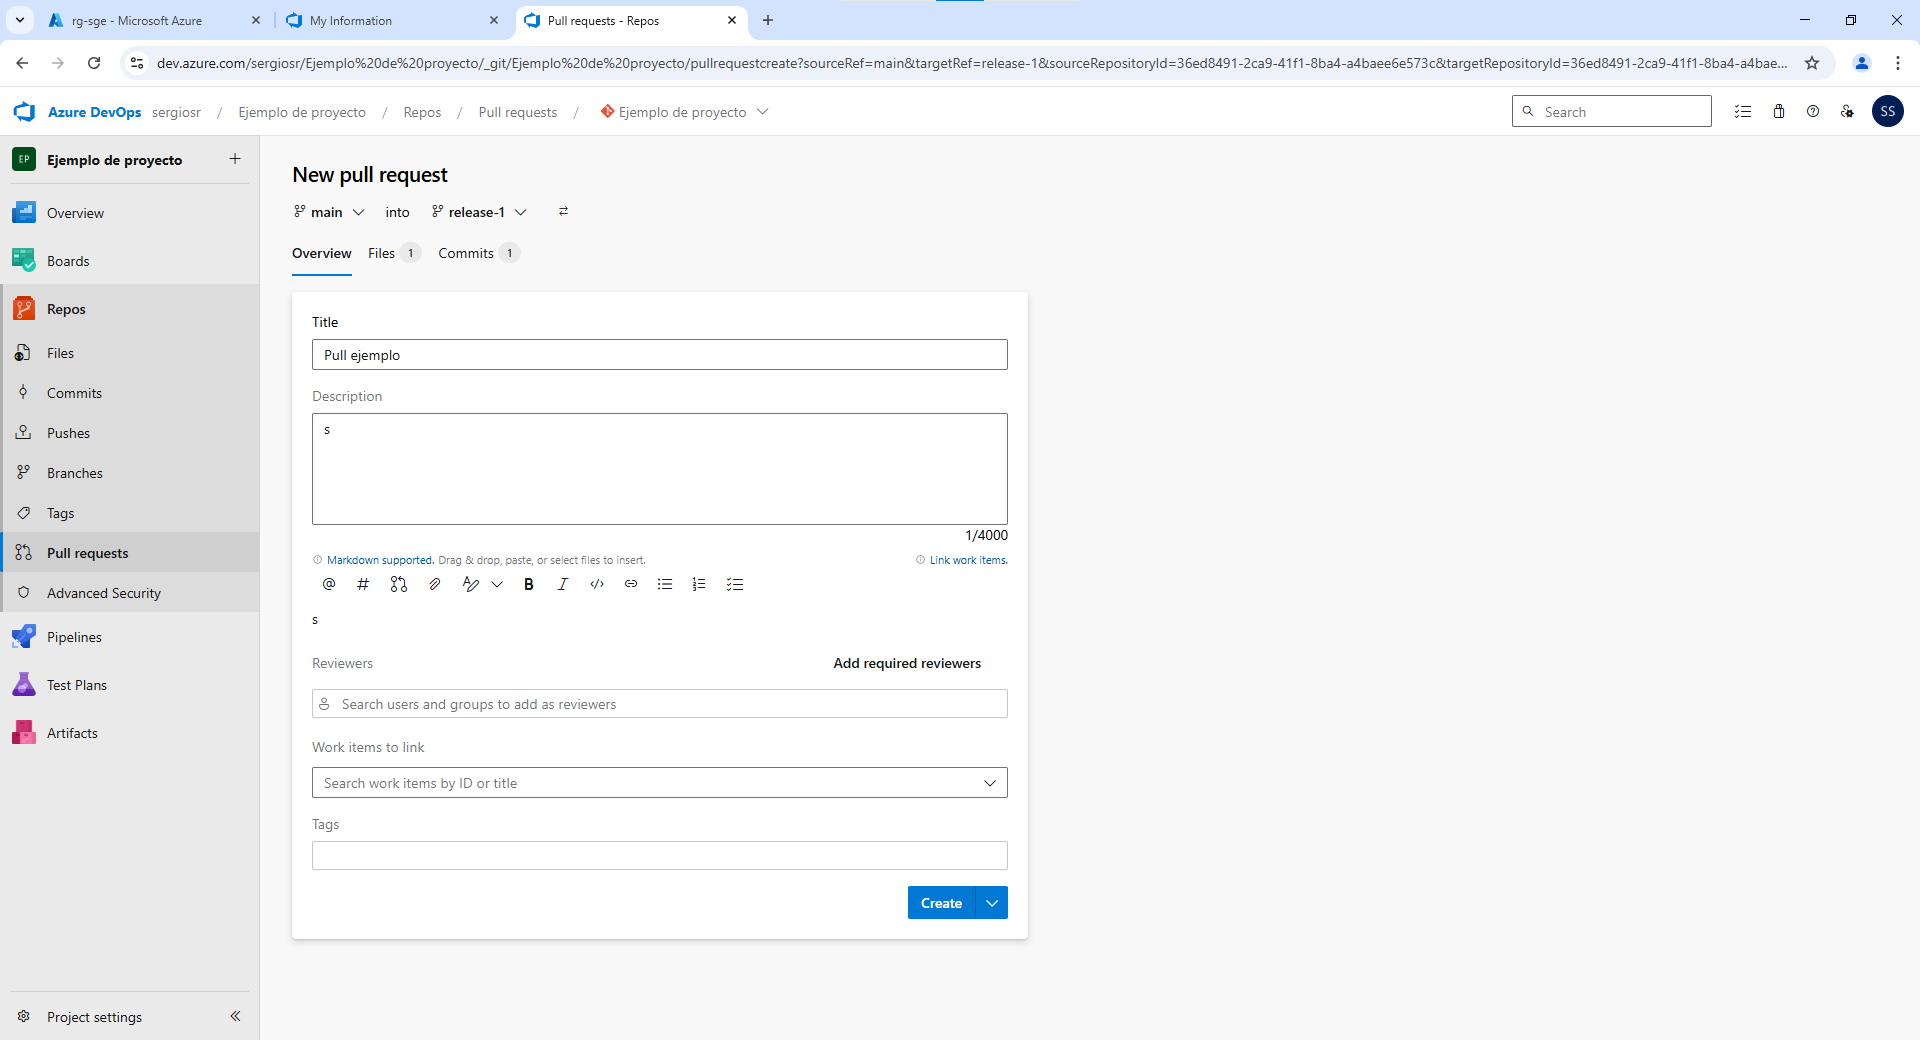 rg-sge - Microsoft Azure
My Information
Pull requests - Repos
dev.azure.com/sergiosr/Ejemplo%20de%20proyecto/_git/Ejemplo%20de%20proyecto/pullrequestcreate?sourceRef=main&targetRef=release-1&sourceRepositoryId=36ed8491-2ca9-41f1-8ba4-a4baee6e573c&targetRepositoryId=36ed8491-2ca9-41f1-8ba4-a4bae...
Azure DevOps sergiosr / Ejemplo de proyecto / Repos / Pull requests / Ejemplo de proyecto
Search
SS
EP Ejemplo de proyecto
Overview
Boards
Repos
Files
Commits
Pushes
Branches
Tags
Pull requests
Advanced Security
Pipelines
Test Plans
Artifacts
Project settings
New pull request
main into release-1
Overview Files 1 Commits 1
Title
Pull ejemplo
Description
s
1/4000
Markdown supported. Drag & drop, paste, or select files to insert. Link work items.
s
Reviewers Add required reviewers
Search users and groups to add as reviewers
Work items to link
Search work items by ID or title
Tags
Create